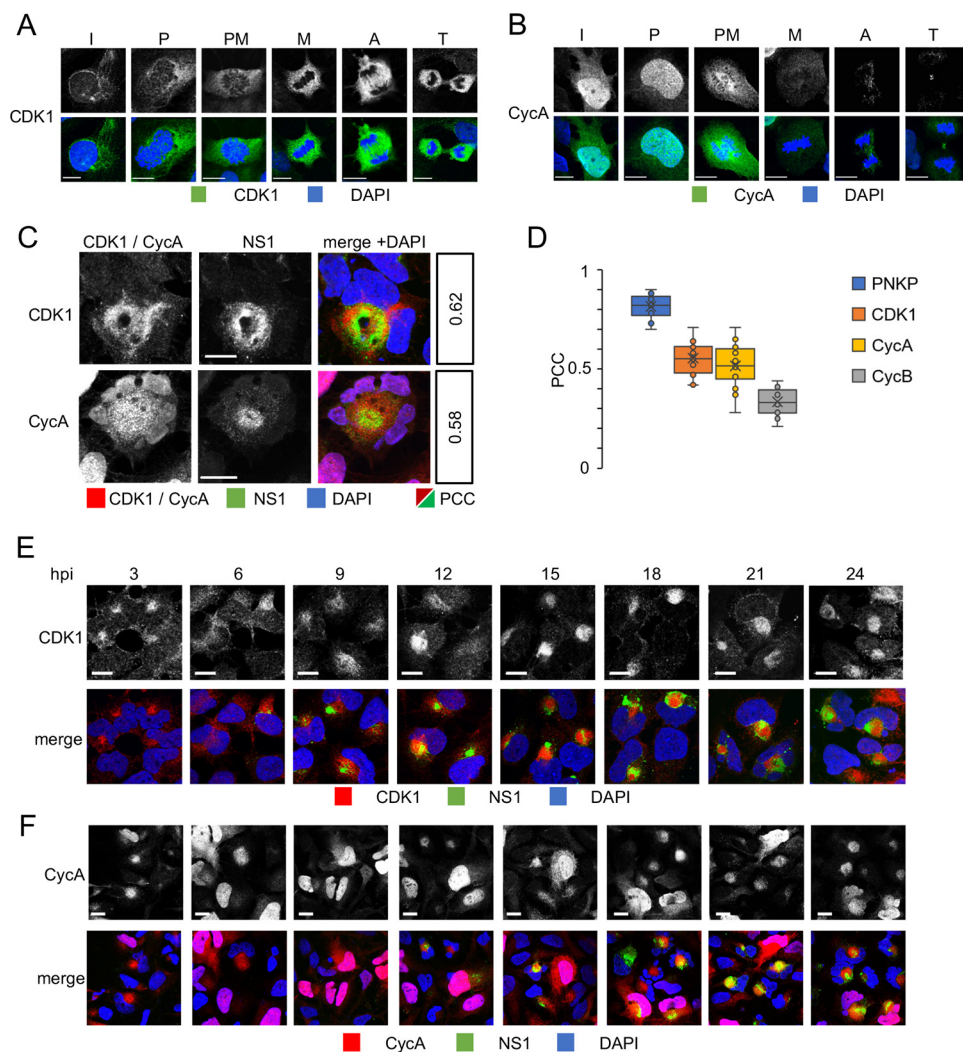 A
I P PM M A T
CDK1
CDK1 DAPI
B
I P PM M A T
CycA
CycA DAPI
C
CDK1 / CycA NS1 merge +DAPI
CDK1
0.62
CycA
0.58
CDK1 / CycA NS1 DAPI PCC
D
PCC
1
0.5
0
PNKP
CDK1
CycA
CycB
E
hpi 3 6 9 12 15 18 21 24
CDK1
merge
CDK1 NS1 DAPI
F
CycA
merge
CycA NS1 DAPI